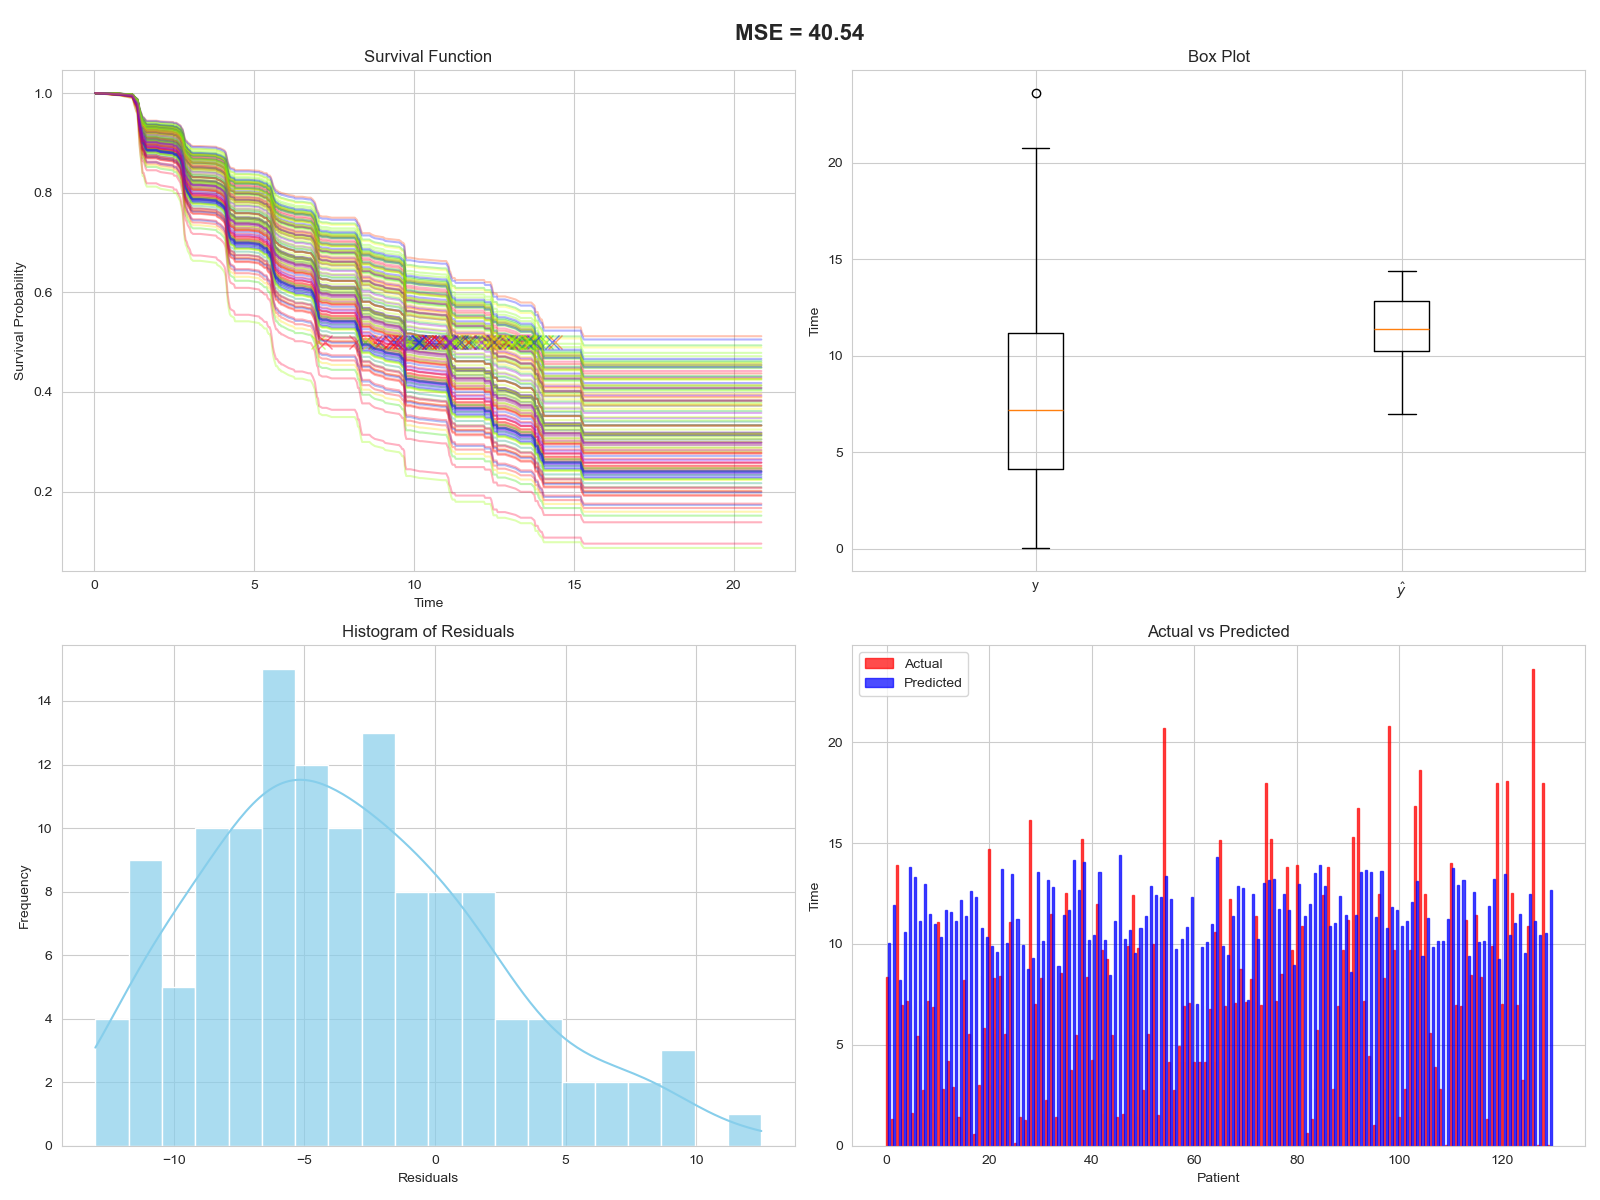 MSE = 40.54
Survival Function
1.0
0.8
0.6
0.4
0.2
Survival Probability
0
5
10
15
20
Time
Box Plot
20
15
10
5
0
Time
y
ŷ
Histogram of Residuals
14
12
10
8
6
4
2
0
Frequency
−10
−5
0
5
10
Residuals
Actual vs Predicted
Actual
Predicted
20
15
10
5
0
Time
0
20
40
60
80
100
120
Patient